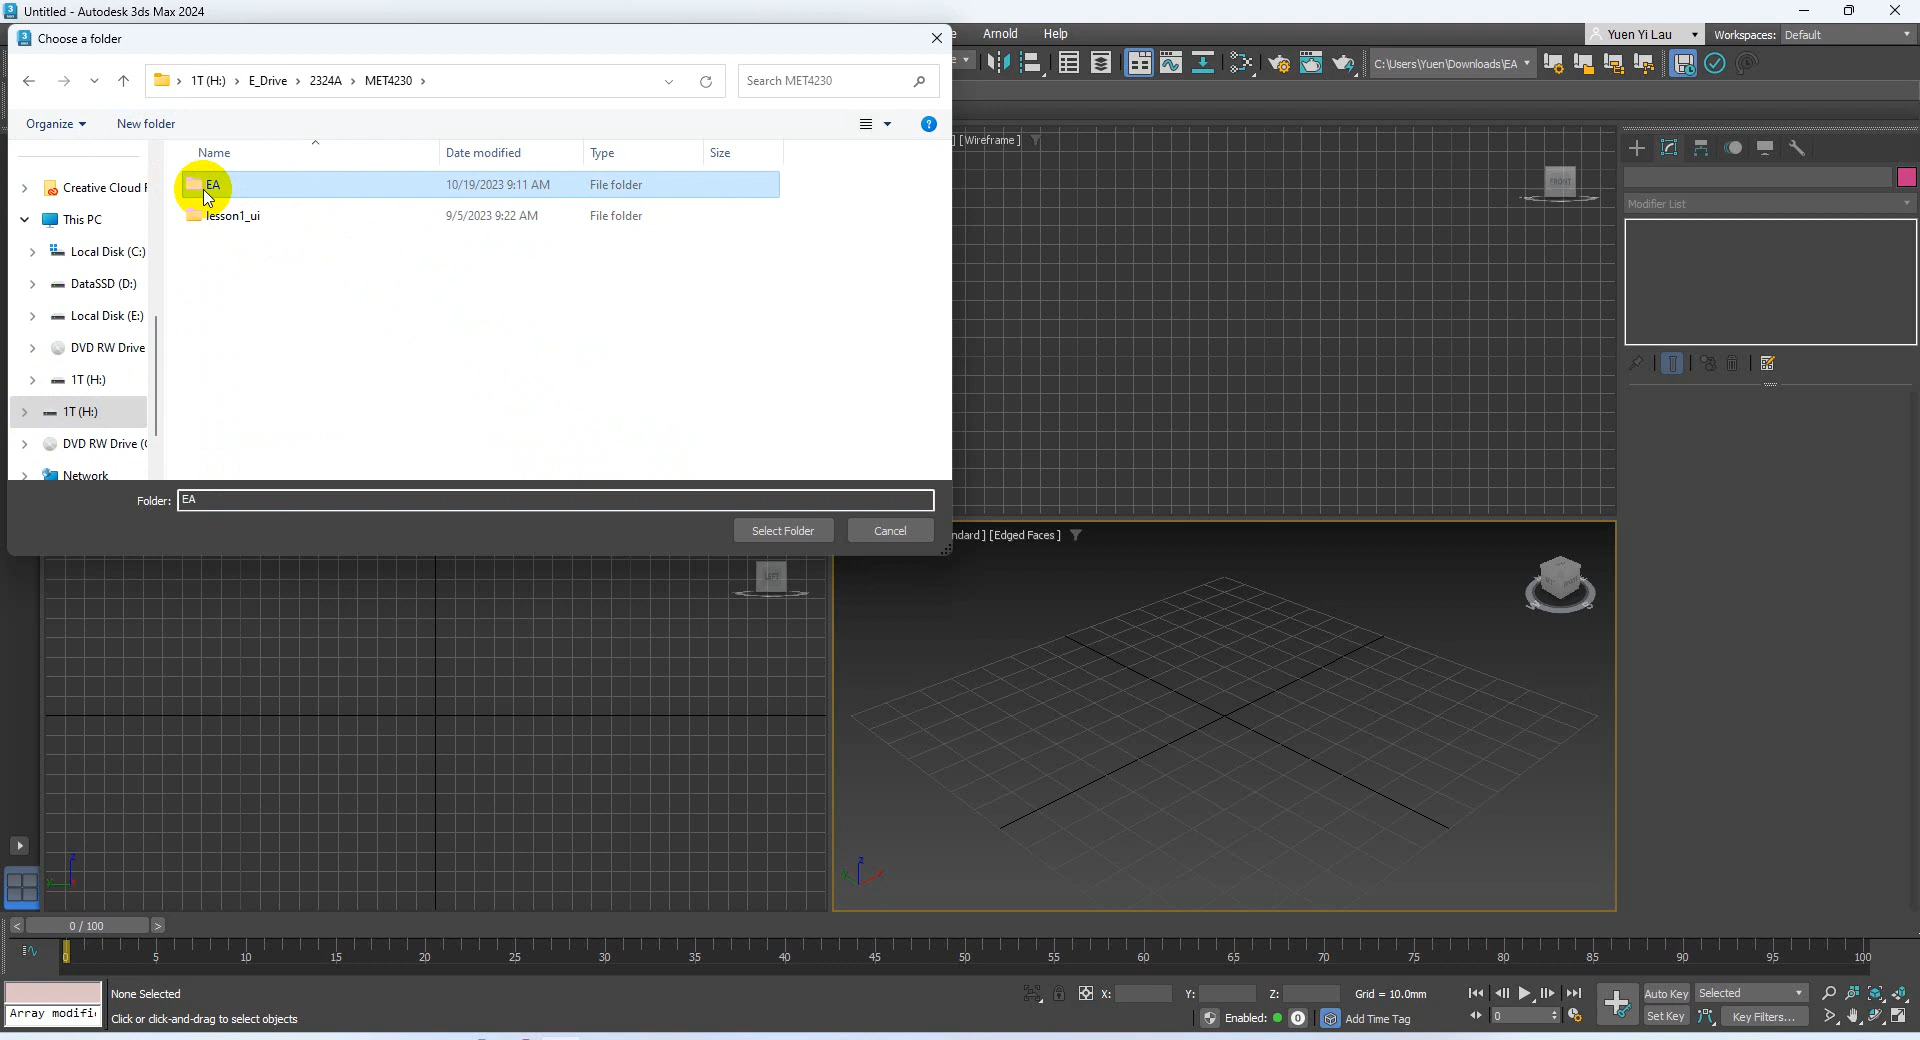 Untitled - Autodesk 3ds Max 2024
Choose a folder
Arnold Help
Yuen Yi Lau
Workspaces: Default
1T (H:) > E_Drive > 2324A > MET4230 >
Search MET4230
C:\Users\Yuen\Downloads\EA
Organize New folder
Name Date modified Type Size
EA 10/19/2023 9:11 AM File folder
lesson1_ui 9/5/2023 9:22 AM File folder
Creative Cloud F
This PC
Local Disk (C:)
DataSSD (D:)
Local Disk (E:)
DVD RW Drive
1T (H:)
1T (H:)
DVD RW Drive (
Network
Folder: EA
Select Folder Cancel
] [Wireframe ]
FRONT
Modifier List
ndard ] [Edged Faces ]
LEFT
0 / 100
0 5 10 15 20 25 30 35 40 45 50 55 60 65 70 75 80 85 90 95 100
None Selected
X: Y: Z: Grid = 10.0mm
Auto Key Selected
Array modifi
Click or click-and-drag to select objects
Enabled: 0 Add Time Tag
0
Set Key Key Filters...